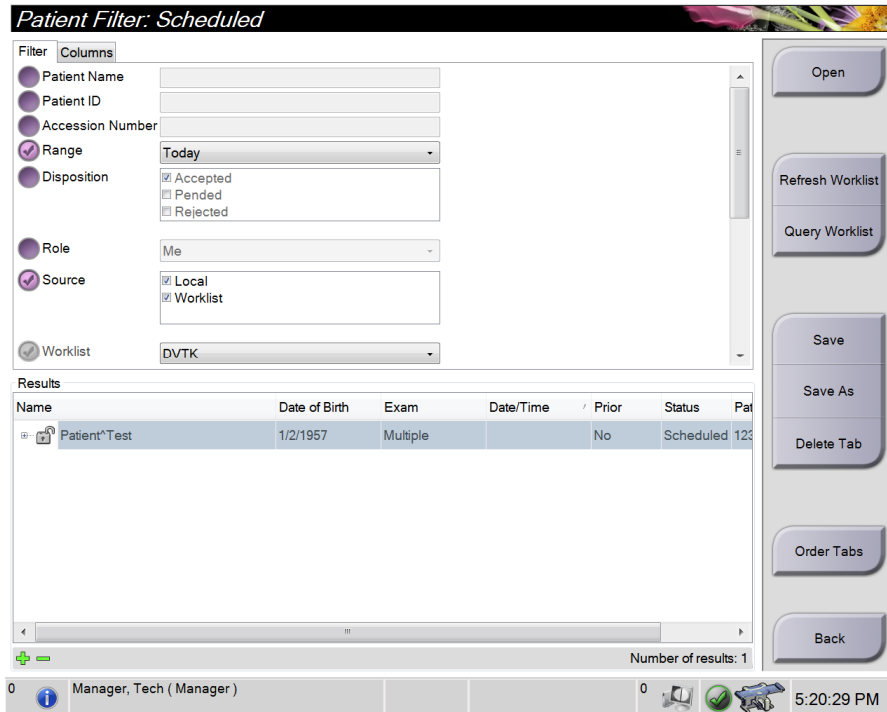 Patient Filter: Scheduled
Filter Columns
Patient Name
Patient ID
Accession Number
Range Today
Disposition Accepted
Pended
Rejected
Role Me
Source Local
Worklist
Worklist DVTK
Results
Name Date of Birth Exam Date/Time Prior Status Pat
Patient^Test 1/2/1957 Multiple No Scheduled 123
Number of results: 1
Open
Refresh Worklist
Query Worklist
Save
Save As
Delete Tab
Order Tabs
Back
0 Manager, Tech ( Manager ) 0 5:20:29 PM